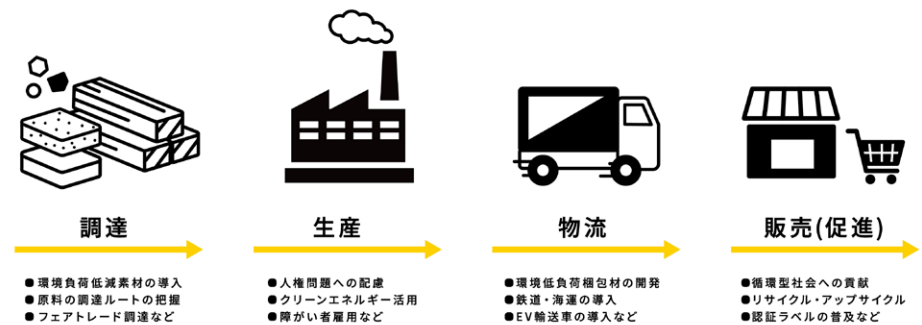 調達
●環境負荷低減素材の導入
●原料の調達ルートの把握
●フェアトレード調達など
生産
●人権問題への配慮
●クリーンエネルギー活用
●障がい者雇用など
物流
●環境低負荷梱包材の開発
●鉄道・海運の導入
●EV輸送車の導入など
販売(促進)
●循環型社会への貢献
●リサイクル・アップサイクル
●認証ラベルの普及など